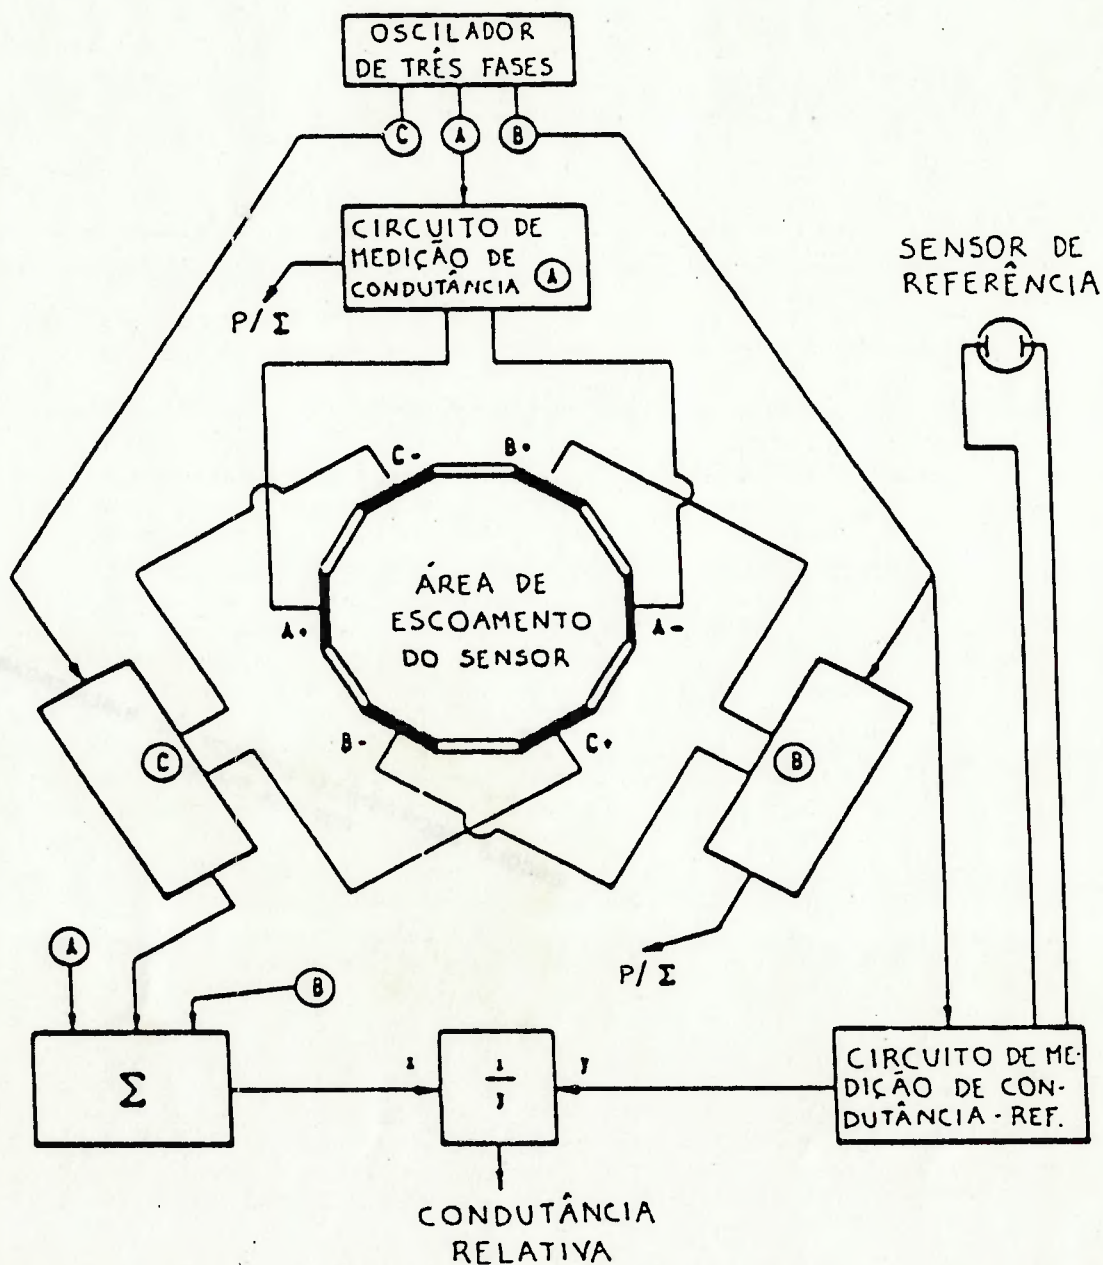 OSCILADOR
DE TRÊS FASES
C
A
B
CIRCUITO DE
MEDIÇÃO DE
CONDUTÂNCIA A
P/Σ
SENSOR DE
REFERÊNCIA
C-
B+
ÁREA DE
ESCOAMENTO
DO SENSOR
A+
A-
B-
C+
C
B
A
B
P/Σ
Σ
x
x
y
y
CIRCUITO DE ME-
DIÇÃO DE CON-
DUTÂNCIA - REF.
CONDUTÂNCIA
RELATIVA